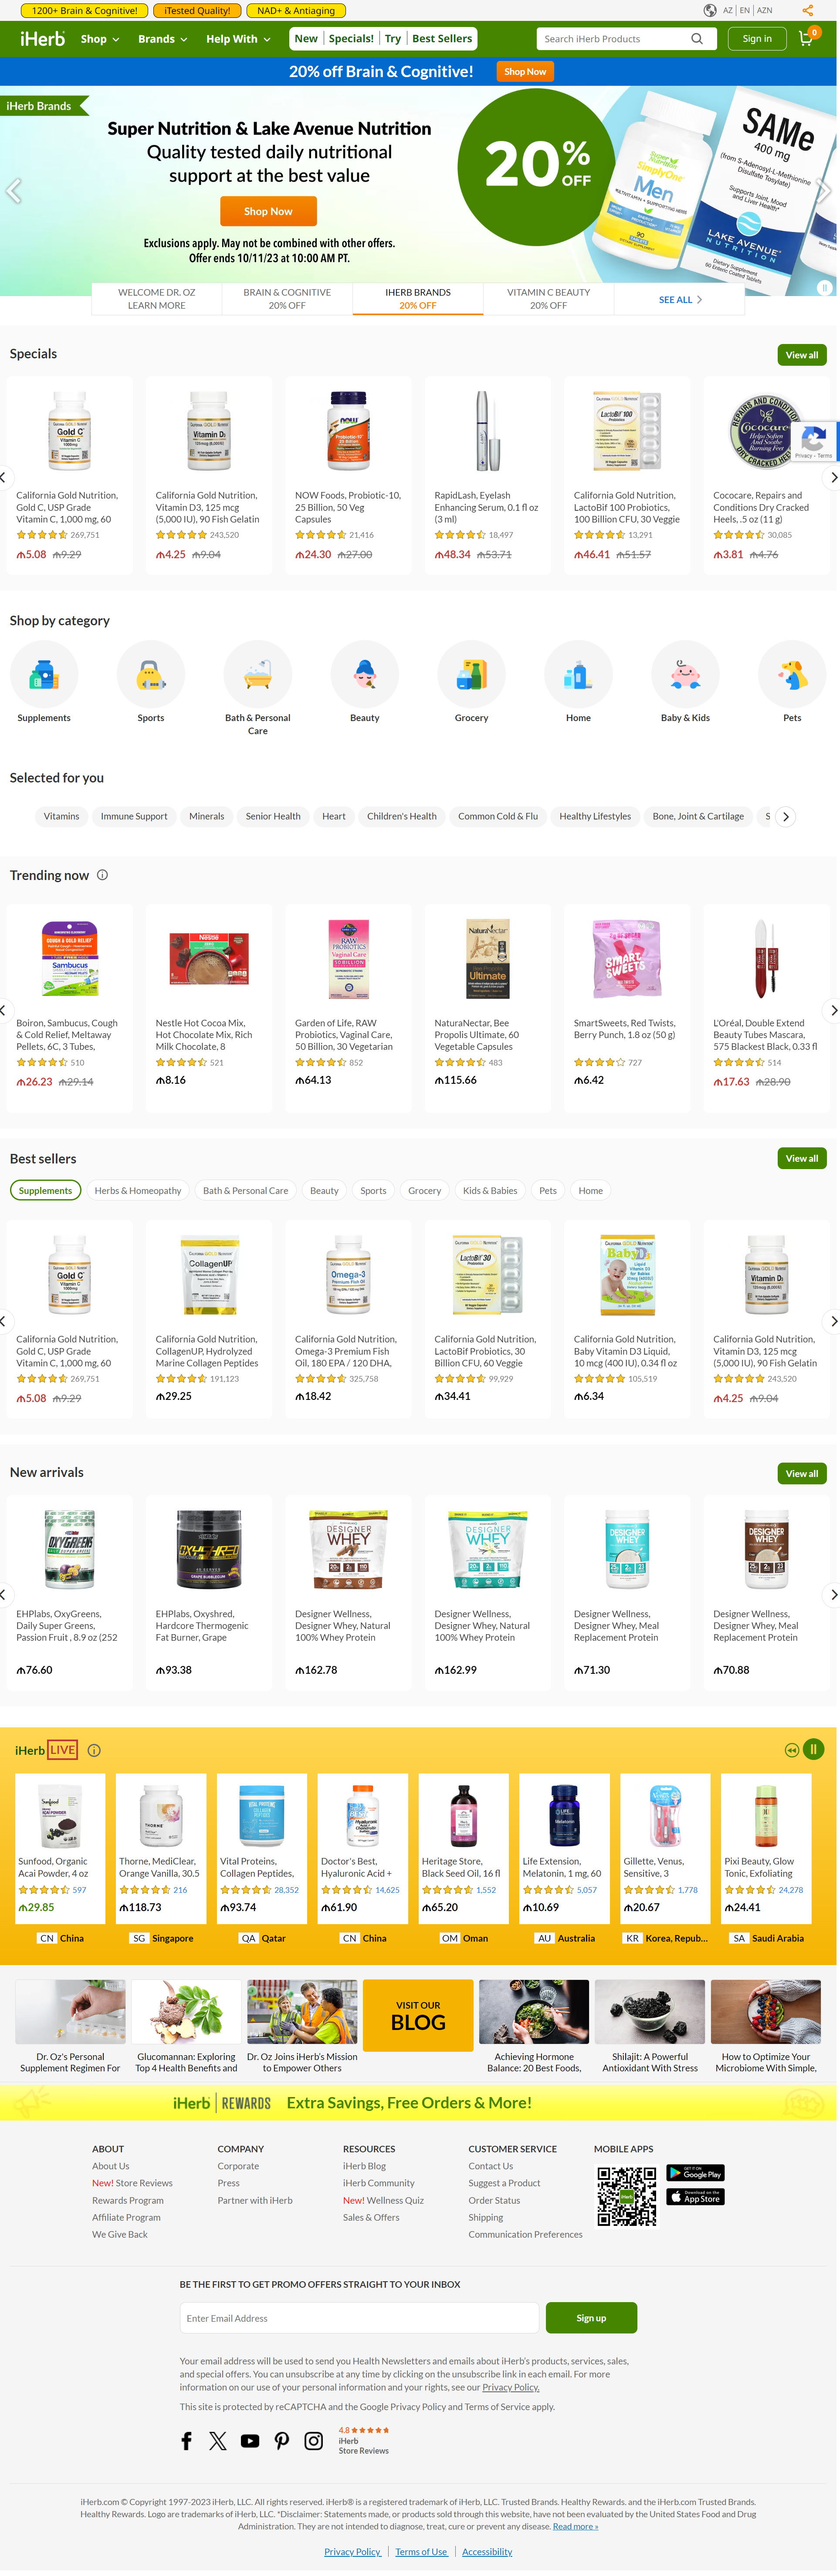 1200+ Brain & Cognitive!
iTested Quality!
NAD+ & Antiaging
AZ | EN | AZN
iHerb
Shop
Brands
Help With
New | Specials! | Try | Best Sellers
Search iHerb Products
Sign in
0
20% off Brain & Cognitive!
Shop Now
iHerb Brands
Super Nutrition & Lake Avenue Nutrition
Quality tested daily nutritional
support at the best value
Shop Now
Exclusions apply. May not be combined with other offers.
Offer ends 10/11/23 at 10:00 AM PT.
20% OFF
Super Nutrition
SimplyOne
Men
MULTIVITAMIN + SUPPORTING HERBS
90
SAMe
400 mg
(from S-Adenosyl-L-Methionine
Disulfate Tosylate)
Supports Joint, Mood
and Liver Health*
LAKE AVENUE
NUTRITION
Dietary Supplement
60 Enteric Coated Tablets
WELCOME DR. OZ
LEARN MORE
BRAIN & COGNITIVE
20% OFF
IHERB BRANDS
20% OFF
VITAMIN C BEAUTY
20% OFF
SEE ALL
Specials
View all
Privacy - Terms
California Gold Nutrition,
Gold C, USP Grade
Vitamin C, 1,000 mg, 60
269,751
₼5.08 ₼9.29
California Gold Nutrition,
Vitamin D3, 125 mcg
(5,000 IU), 90 Fish Gelatin
243,520
₼4.25 ₼9.04
NOW Foods, Probiotic-10,
25 Billion, 50 Veg
Capsules
21,416
₼24.30 ₼27.00
RapidLash, Eyelash
Enhancing Serum, 0.1 fl oz
(3 ml)
18,497
₼48.34 ₼53.71
California Gold Nutrition,
LactoBif 100 Probiotics,
100 Billion CFU, 30 Veggie
13,291
₼46.41 ₼51.57
Cococare, Repairs and
Conditions Dry Cracked
Heels, .5 oz (11 g)
30,085
₼3.81 ₼4.76
Shop by category
Supplements
Sports
Bath & Personal
Care
Beauty
Grocery
Home
Baby & Kids
Pets
Selected for you
Vitamins
Immune Support
Minerals
Senior Health
Heart
Children's Health
Common Cold & Flu
Healthy Lifestyles
Bone, Joint & Cartilage
S
Trending now
Boiron, Sambucus, Cough
& Cold Relief, Meltaway
Pellets, 6C, 3 Tubes,
510
₼26.23 ₼29.14
Nestle Hot Cocoa Mix,
Hot Chocolate Mix, Rich
Milk Chocolate, 8
521
₼8.16
Garden of Life, RAW
Probiotics, Vaginal Care,
50 Billion, 30 Vegetarian
852
₼64.13
NaturaNectar, Bee
Propolis Ultimate, 60
Vegetable Capsules
483
₼115.66
SmartSweets, Red Twists,
Berry Punch, 1.8 oz (50 g)
727
₼6.42
L'Oréal, Double Extend
Beauty Tubes Mascara,
575 Blackest Black, 0.33 fl
514
₼17.63 ₼28.90
Best sellers
View all
Supplements
Herbs & Homeopathy
Bath & Personal Care
Beauty
Sports
Grocery
Kids & Babies
Pets
Home
California Gold Nutrition,
Gold C, USP Grade
Vitamin C, 1,000 mg, 60
269,751
₼5.08 ₼9.29
California Gold Nutrition,
CollagenUP, Hydrolyzed
Marine Collagen Peptides
191,123
₼29.25
California Gold Nutrition,
Omega-3 Premium Fish
Oil, 180 EPA / 120 DHA,
325,758
₼18.42
California Gold Nutrition,
LactoBif Probiotics, 30
Billion CFU, 60 Veggie
99,929
₼34.41
California Gold Nutrition,
Baby Vitamin D3 Liquid,
10 mcg (400 IU), 0.34 fl oz
105,519
₼6.34
California Gold Nutrition,
Vitamin D3, 125 mcg
(5,000 IU), 90 Fish Gelatin
243,520
₼4.25 ₼9.04
New arrivals
View all
EHPlabs, OxyGreens,
Daily Super Greens,
Passion Fruit , 8.9 oz (252
₼76.60
EHPlabs, Oxyshred,
Hardcore Thermogenic
Fat Burner, Grape
₼93.38
Designer Wellness,
Designer Whey, Natural
100% Whey Protein
₼162.78
Designer Wellness,
Designer Whey, Natural
100% Whey Protein
₼162.99
Designer Wellness,
Designer Whey, Meal
Replacement Protein
₼71.30
Designer Wellness,
Designer Whey, Meal
Replacement Protein
₼70.88
iHerb LIVE
Sunfood, Organic
Acai Powder, 4 oz
597
₼29.85
CN China
Thorne, MediClear,
Orange Vanilla, 30.5
216
₼118.73
SG Singapore
Vital Proteins,
Collagen Peptides,
28,352
₼93.74
QA Qatar
Doctor's Best,
Hyaluronic Acid +
14,625
₼61.90
CN China
Heritage Store,
Black Seed Oil, 16 fl
1,552
₼65.20
OM Oman
Life Extension,
Melatonin, 1 mg, 60
5,057
₼10.69
AU Australia
Gillette, Venus,
Sensitive, 3
1,778
₼20.67
KR Korea, Repub...
Pixi Beauty, Glow
Tonic, Exfoliating
24,278
₼24.41
SA Saudi Arabia
Dr. Oz's Personal
Supplement Regimen For
Glucomannan: Exploring
Top 4 Health Benefits and
Dr. Oz Joins iHerb's Mission
to Empower Others
VISIT OUR
BLOG
Achieving Hormone
Balance: 20 Best Foods,
Shilajit: A Powerful
Antioxidant With Stress
How to Optimize Your
Microbiome With Simple,
iHerb | REWARDS Extra Savings, Free Orders & More!
ABOUT
About Us
New! Store Reviews
Rewards Program
Affiliate Program
We Give Back
COMPANY
Corporate
Press
Partner with iHerb
RESOURCES
iHerb Blog
iHerb Community
New! Wellness Quiz
Sales & Offers
CUSTOMER SERVICE
Contact Us
Suggest a Product
Order Status
Shipping
Communication Preferences
MOBILE APPS
GET IT ON
Google Play
Download on the
App Store
BE THE FIRST TO GET PROMO OFFERS STRAIGHT TO YOUR INBOX
Enter Email Address
Sign up
Your email address will be used to send you Health Newsletters and emails about iHerb's products, services, sales,
and special offers. You can unsubscribe at any time by clicking on the unsubscribe link in each email. For more
information on our use of your personal information and your rights, see our Privacy Policy.
This site is protected by reCAPTCHA and the Google Privacy Policy and Terms of Service apply.
4.8
iHerb
Store Reviews
iHerb.com © Copyright 1997-2023 iHerb, LLC. All rights reserved. iHerb® is a registered trademark of iHerb, LLC. Trusted Brands. Healthy Rewards. and the iHerb.com Trusted Brands.
Healthy Rewards. Logo are trademarks of iHerb, LLC. *Disclaimer: Statements made, or products sold through this website, have not been evaluated by the United States Food and Drug
Administration. They are not intended to diagnose, treat, cure or prevent any disease. Read more »
Privacy Policy | Terms of Use | Accessibility